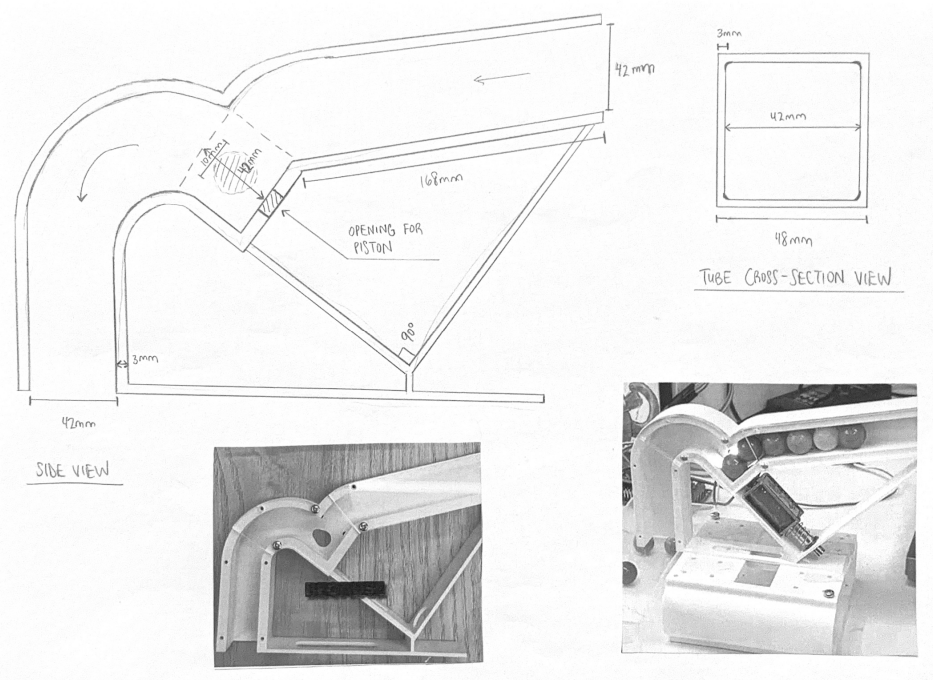 42mm
168mm
10mm
42mm
OPENING FOR
PISTON
90°
3mm
42mm
SIDE VIEW
3mm
42mm
48mm
TUBE CROSS-SECTION VIEW